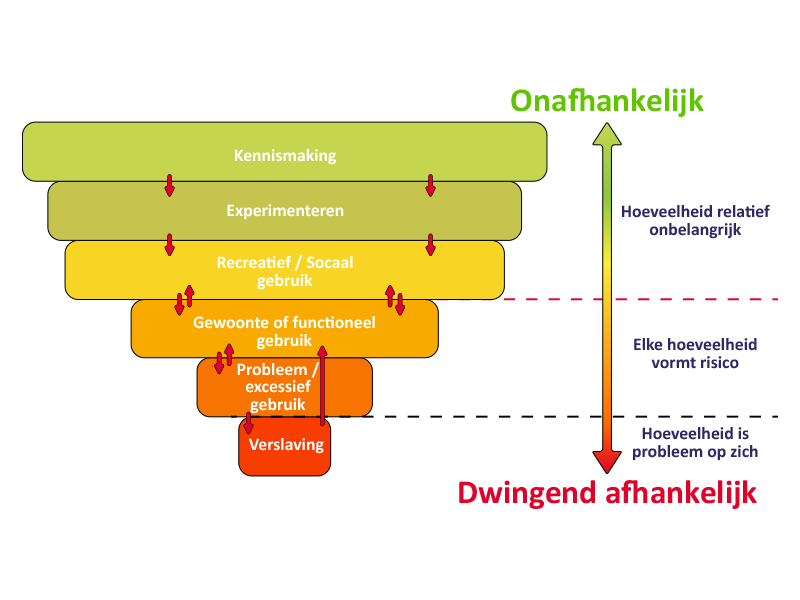 Onafhankelijk
Kennismaking
Experimenteren
Hoeveelheid relatief
onbelangrijk
Recreatief / Socaal
gebruik
Gewoonte of functioneel
gebruik
Elke hoeveelheid
vormt risico
Probleem /
excessief
gebruik
Verslaving
Hoeveelheid is
probleem op zich
Dwingend afhankelijk